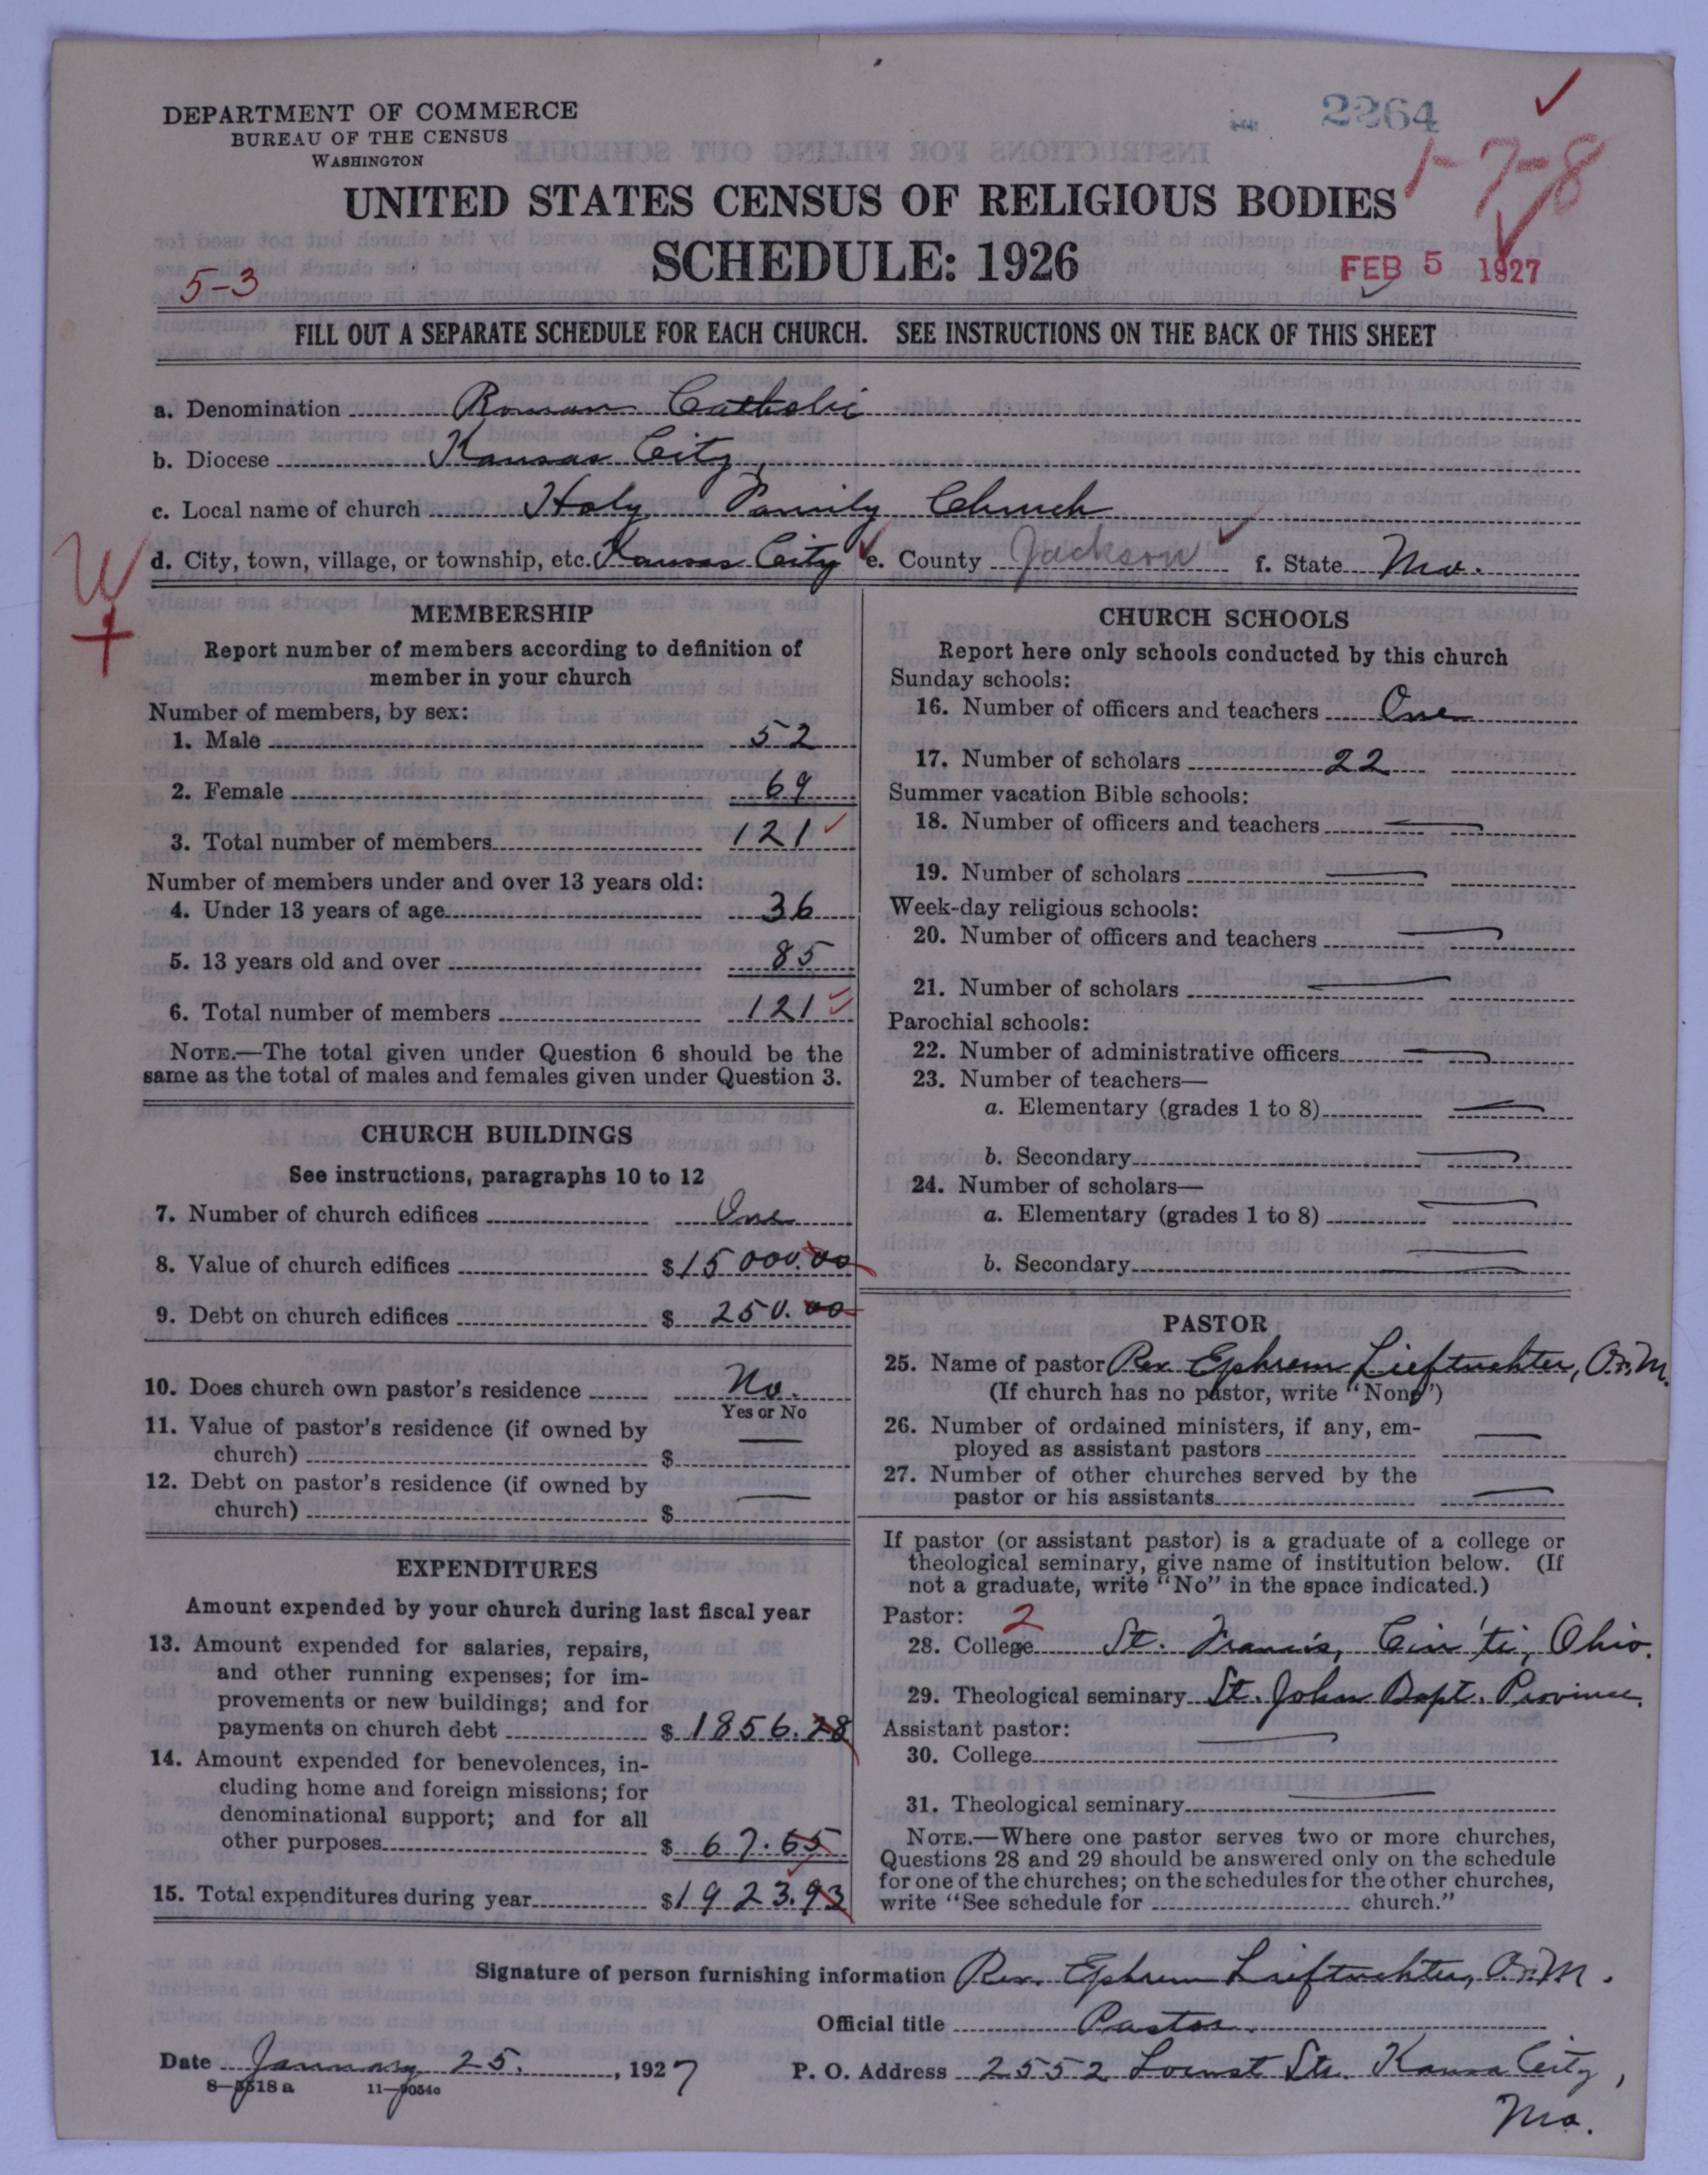 DEPARTMENT OF COMMERCE
BUREAU OF THE CENSUS
WASHINGTON
2264
1-7-8
UNITED STATES CENSUS OF RELIGIOUS BODIES
SCHEDULE: 1926
5-3
FEB 5 1927
FILL OUT A SEPARATE SCHEDULE FOR EACH CHURCH. SEE INSTRUCTIONS ON THE BACK OF THIS SHEET
a. Denomination Roman Catholic
b. Diocese Kansas City,
c. Local name of church Holy Family Church
d. City, town, village, or township, etc. Kansas City e. County Jackson f. State Mo.
W
+
MEMBERSHIP
Report number of members according to definition of
member in your church
Number of members, by sex:
1. Male 52
2. Female 69
3. Total number of members 121
Number of members under and over 13 years old:
4. Under 13 years of age 36
5. 13 years old and over 85
6. Total number of members 121
NOTE.—The total given under Question 6 should be the
same as the total of males and females given under Question 3.
CHURCH BUILDINGS
See instructions, paragraphs 10 to 12
7. Number of church edifices One
8. Value of church edifices $15000.00
9. Debt on church edifices $ 250.00
10. Does church own pastor's residence No.
Yes or No
11. Value of pastor's residence (if owned by
church) $ —
12. Debt on pastor's residence (if owned by
church) $ —
EXPENDITURES
Amount expended by your church during last fiscal year
13. Amount expended for salaries, repairs,
and other running expenses; for im-
provements or new buildings; and for
payments on church debt $ 1856.28
14. Amount expended for benevolences, in-
cluding home and foreign missions; for
denominational support; and for all
other purposes $ 67.65
15. Total expenditures during year $1923.93
CHURCH SCHOOLS
Report here only schools conducted by this church
Sunday schools:
16. Number of officers and teachers One
17. Number of scholars 22
Summer vacation Bible schools:
18. Number of officers and teachers —
19. Number of scholars —
Week-day religious schools:
20. Number of officers and teachers —
21. Number of scholars —
Parochial schools:
22. Number of administrative officers —
23. Number of teachers—
a. Elementary (grades 1 to 8) —
b. Secondary —
24. Number of scholars—
a. Elementary (grades 1 to 8) —
b. Secondary —
PASTOR
25. Name of pastor Rev. Ephrem Lieftuchter, O.F.M.
(If church has no pastor, write "None")
26. Number of ordained ministers, if any, em-
ployed as assistant pastors —
27. Number of other churches served by the
pastor or his assistants —
If pastor (or assistant pastor) is a graduate of a college or
theological seminary, give name of institution below. (If
not a graduate, write "No" in the space indicated.)
Pastor: 2
28. College St. Francis, Cin'ti, Ohio.
29. Theological seminary St. John Bapt. Province.
Assistant pastor:
30. College —
31. Theological seminary —
NOTE.—Where one pastor serves two or more churches,
Questions 28 and 29 should be answered only on the schedule
for one of the churches; on the schedules for the other churches,
write "See schedule for church."
Signature of person furnishing information Rev. Ephrem Lieftuchter, O.F.M.
Official title Pastor.
Date January 25, 1927 P. O. Address 2552 Locust Str. Kansa City,
Mo.
8-5518 a 11-9054o